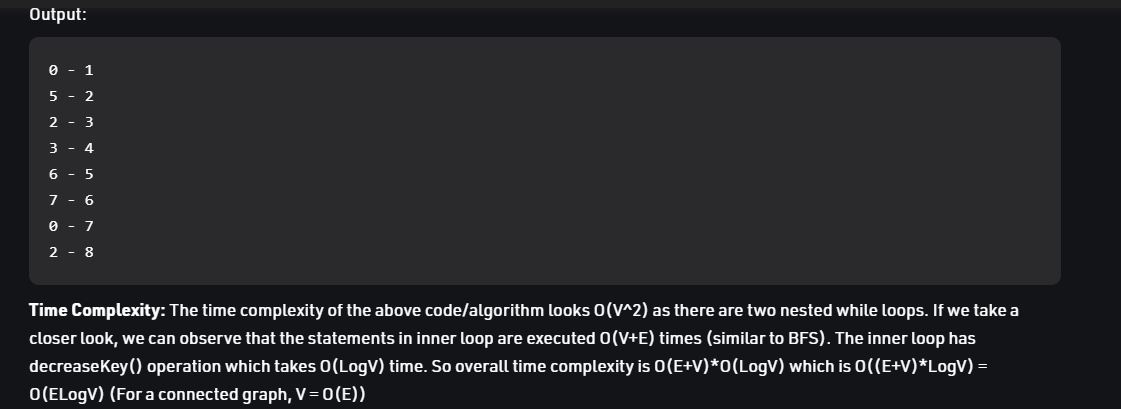 Output:
0 - 1
5 - 2
2 - 3
3 - 4
6 - 5
7 - 6
0 - 7
2 - 8
Time Complexity: The time complexity of the above code/algorithm looks O(V^2) as there are two nested while loops. If we take a
closer look, we can observe that the statements in inner loop are executed O(V+E) times (similar to BFS). The inner loop has
decreaseKey() operation which takes O(LogV) time. So overall time complexity is O(E+V)*O(LogV) which is O((E+V)*LogV) =
O(ELogV) (For a connected graph, V = O(E))